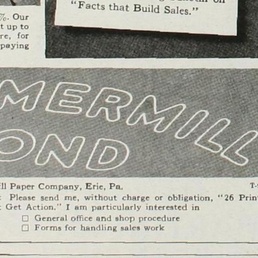 on
"Facts that Build Sales."
%. Our
t up to
re, for
paying
MERMILL
OND
ll Paper Company, Erie, Pa.
Please send me, without charge or obligation, "26 Prin
Get Action." I am particularly interested in
General office and shop procedure
Forms for handling sales work